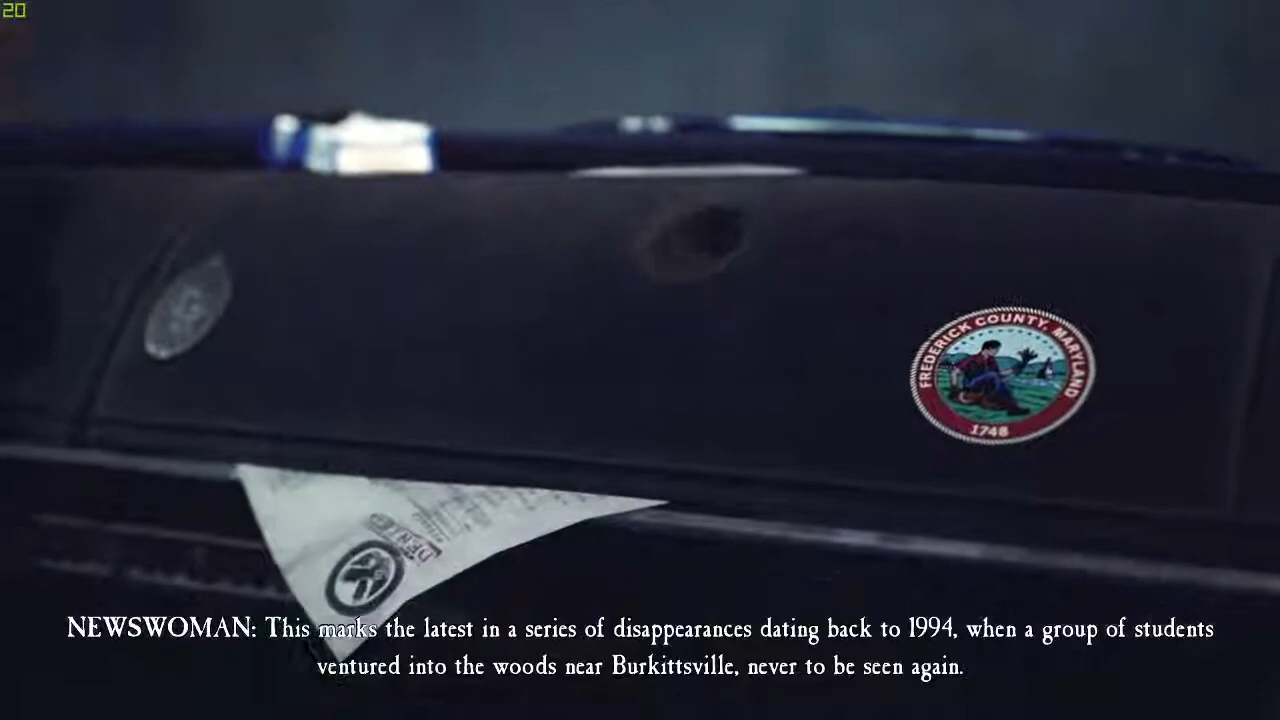 20
FREDERICK COUNTY, MARYLAND
1748
DENIED
NEWSWOMAN: This marks the latest in a series of disappearances dating back to 1994, when a group of students
ventured into the woods near Burkittsville, never to be seen again.